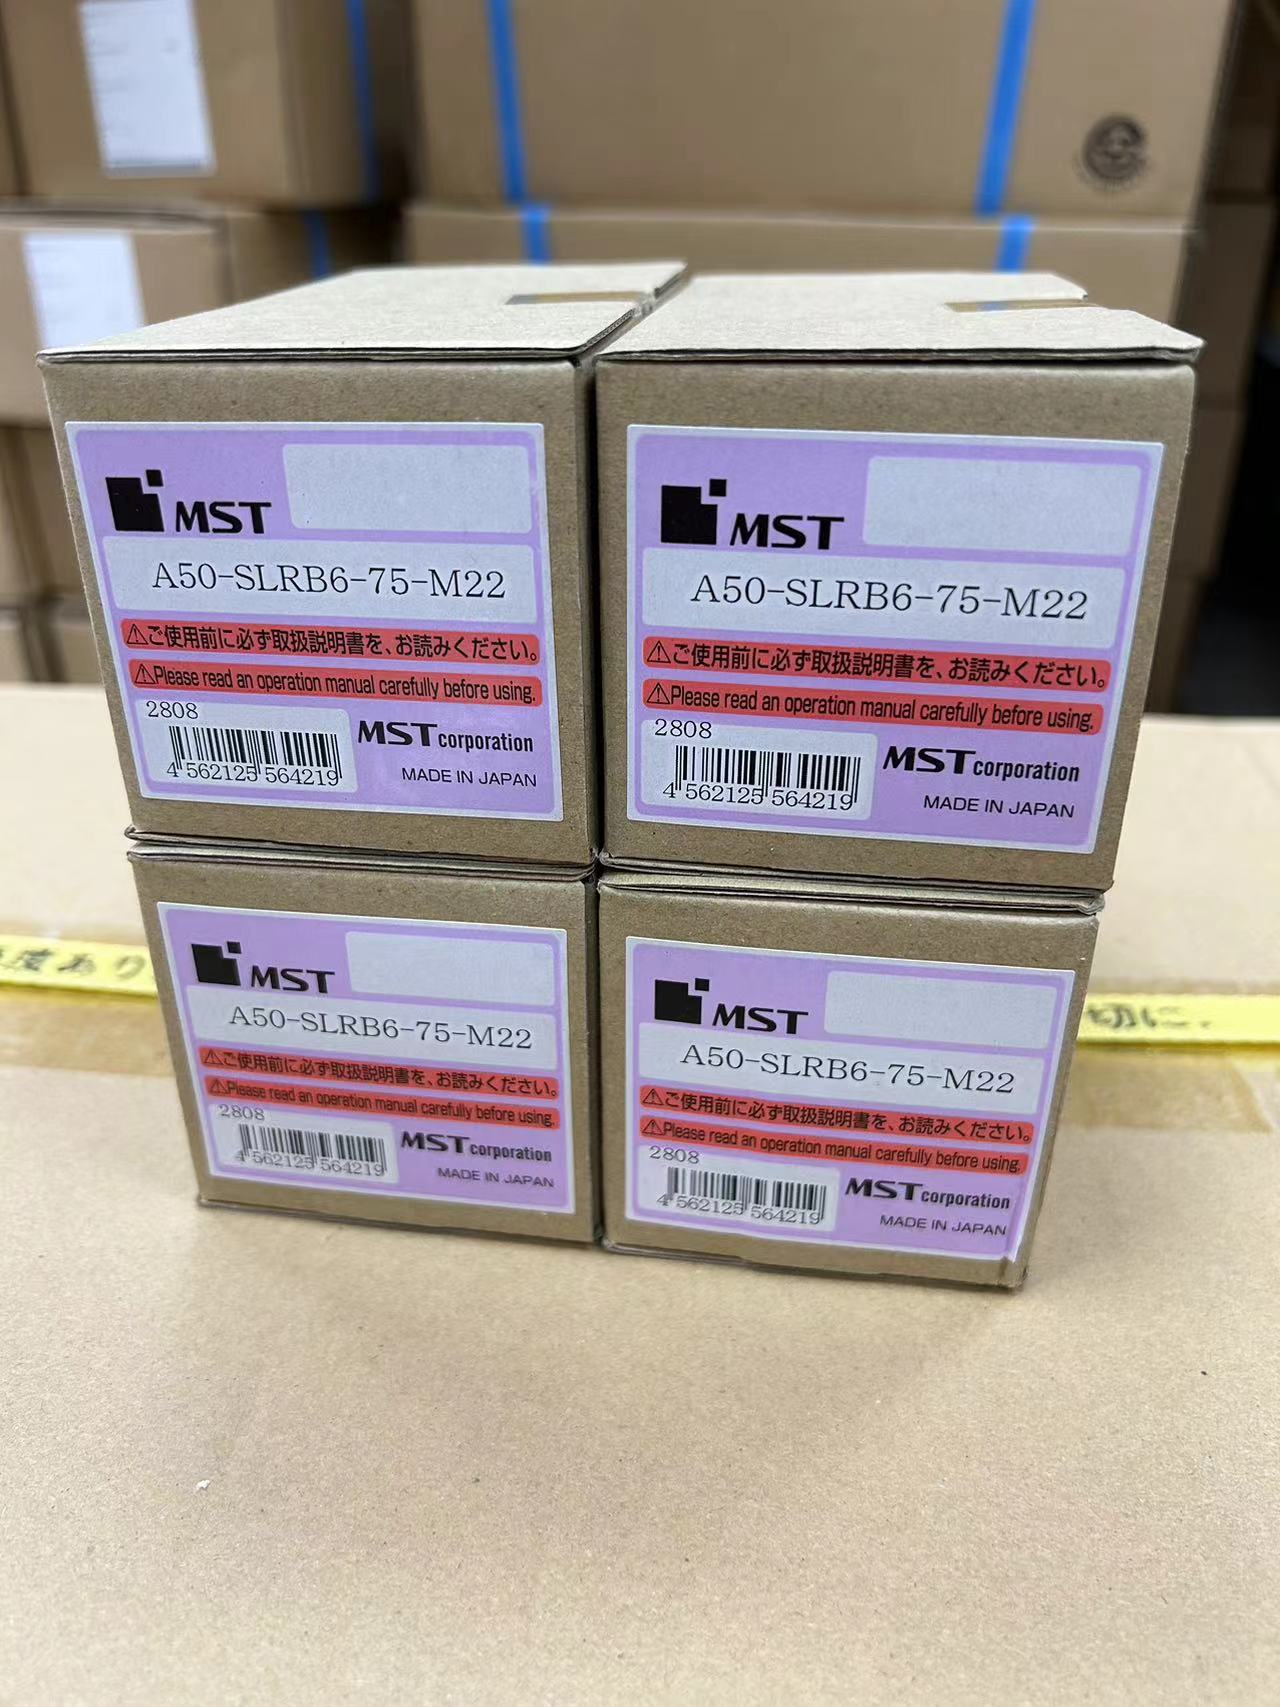 MST
A50-SLRB6-75-M22
⚠ご使用前に必ず取扱説明書を、お読みください。
⚠Please read an operation manual carefully before using.
2808
4 562125 564219
MST corporation
MADE IN JAPAN
MST
A50-SLRB6-75-M22
⚠ご使用前に必ず取扱説明書を、お読みください。
⚠Please read an operation manual carefully before using.
2808
4 562125 564219
MST corporation
MADE IN JAPAN
MST
A50-SLRB6-75-M22
⚠ご使用前に必ず取扱説明書を、お読みください。
⚠Please read an operation manual carefully before using.
2808
4 562125 564219
MST corporation
MADE IN JAPAN
MST
A50-SLRB6-75-M22
⚠ご使用前に必ず取扱説明書を、お読みください。
⚠Please read an operation manual carefully before using.
2808
4 562125 564219
MST corporation
MADE IN JAPAN
度あり
切に.